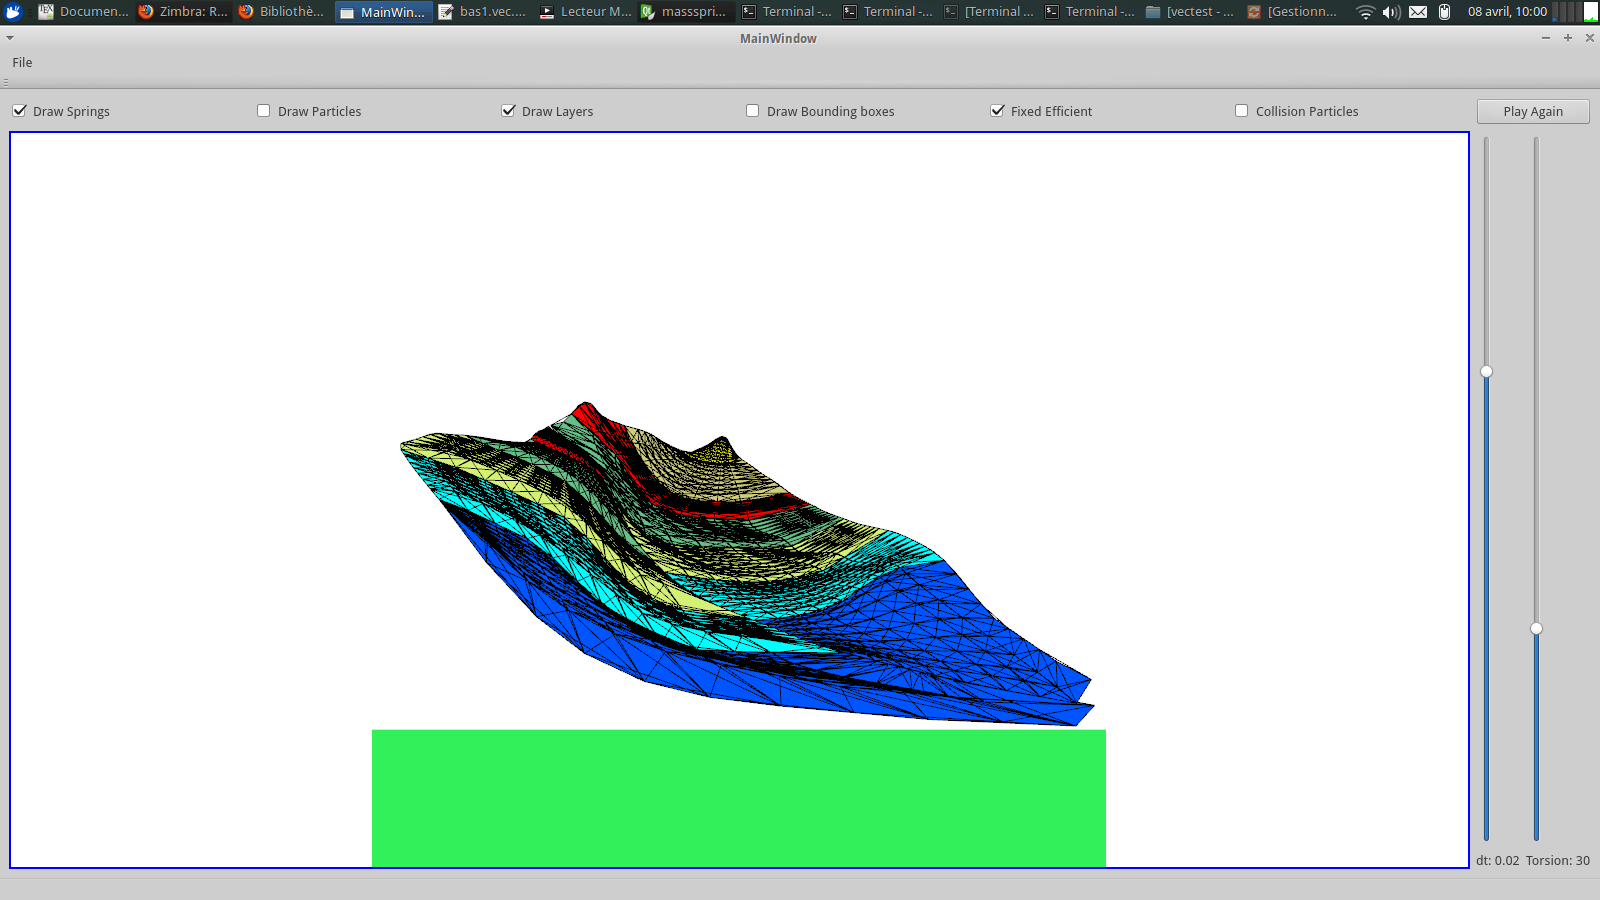 Documen... Zimbra: R... Bibliothè... MainWin... bas1.vec.... Lecteur M... massspri... Terminal -... Terminal -... [Terminal ... Terminal -... [vectest - ... [Gestionn... 08 avril, 10:00
MainWindow
File
Draw Springs Draw Particles Draw Layers Draw Bounding boxes Fixed Efficient Collision Particles Play Again
dt: 0.02 Torsion: 30